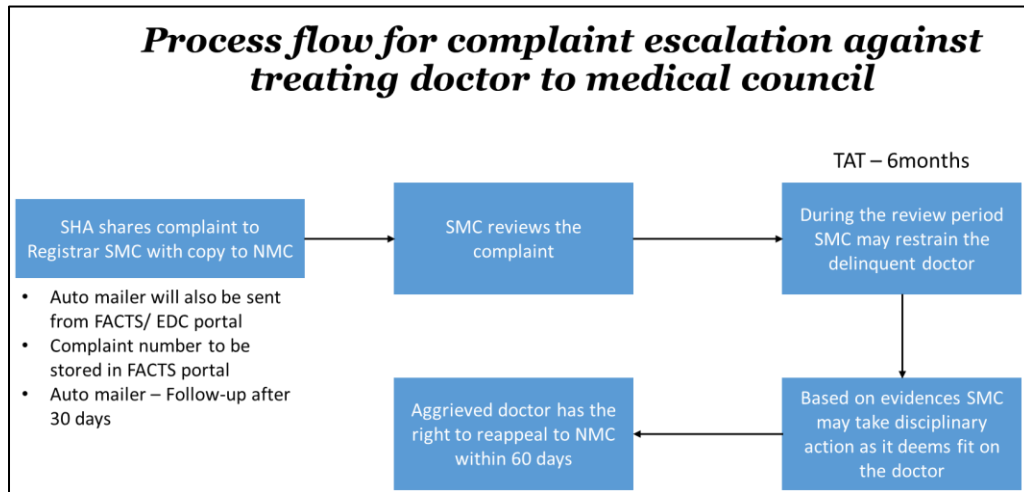 Process flow for complaint escalation against
treating doctor to medical council
TAT – 6months
SHA shares complaint to
Registrar SMC with copy to NMC
SMC reviews the
complaint
During the review period
SMC may restrain the
delinquent doctor
• Auto mailer will also be sent
from FACTS/ EDC portal
• Complaint number to be
stored in FACTS portal
• Auto mailer – Follow-up after
30 days
Based on evidences SMC
may take disciplinary
action as it deems fit on
the doctor
Aggrieved doctor has the
right to reappeal to NMC
within 60 days